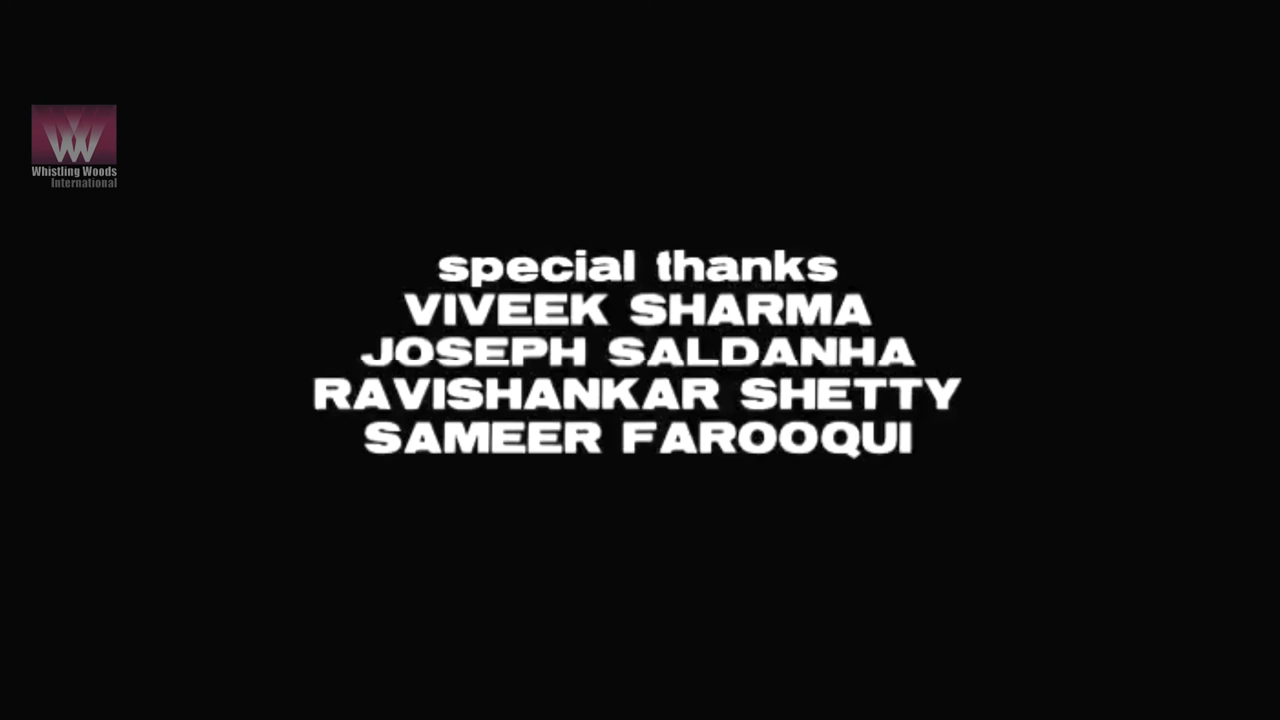 Whistling Woods
International
special thanks
VIVEEK SHARMA
JOSEPH SALDANHA
RAVISHANKAR SHETTY
SAMEER FAROOQUI